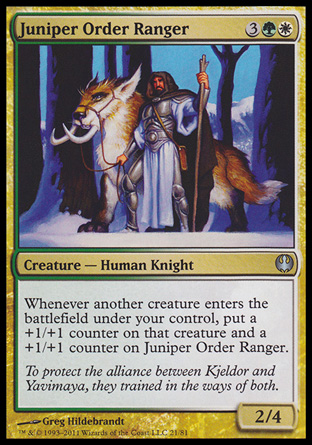 Juniper Order Ranger 3
Creature — Human Knight
Whenever another creature enters the
battlefield under your control, put a
+1/+1 counter on that creature and a
+1/+1 counter on Juniper Order Ranger.
To protect the alliance between Kjeldor and
Yavimaya, they trained in the ways of both.
Greg Hildebrandt
2/4
™ & © 1993–2011 Wizards of the Coast LLC 21/81